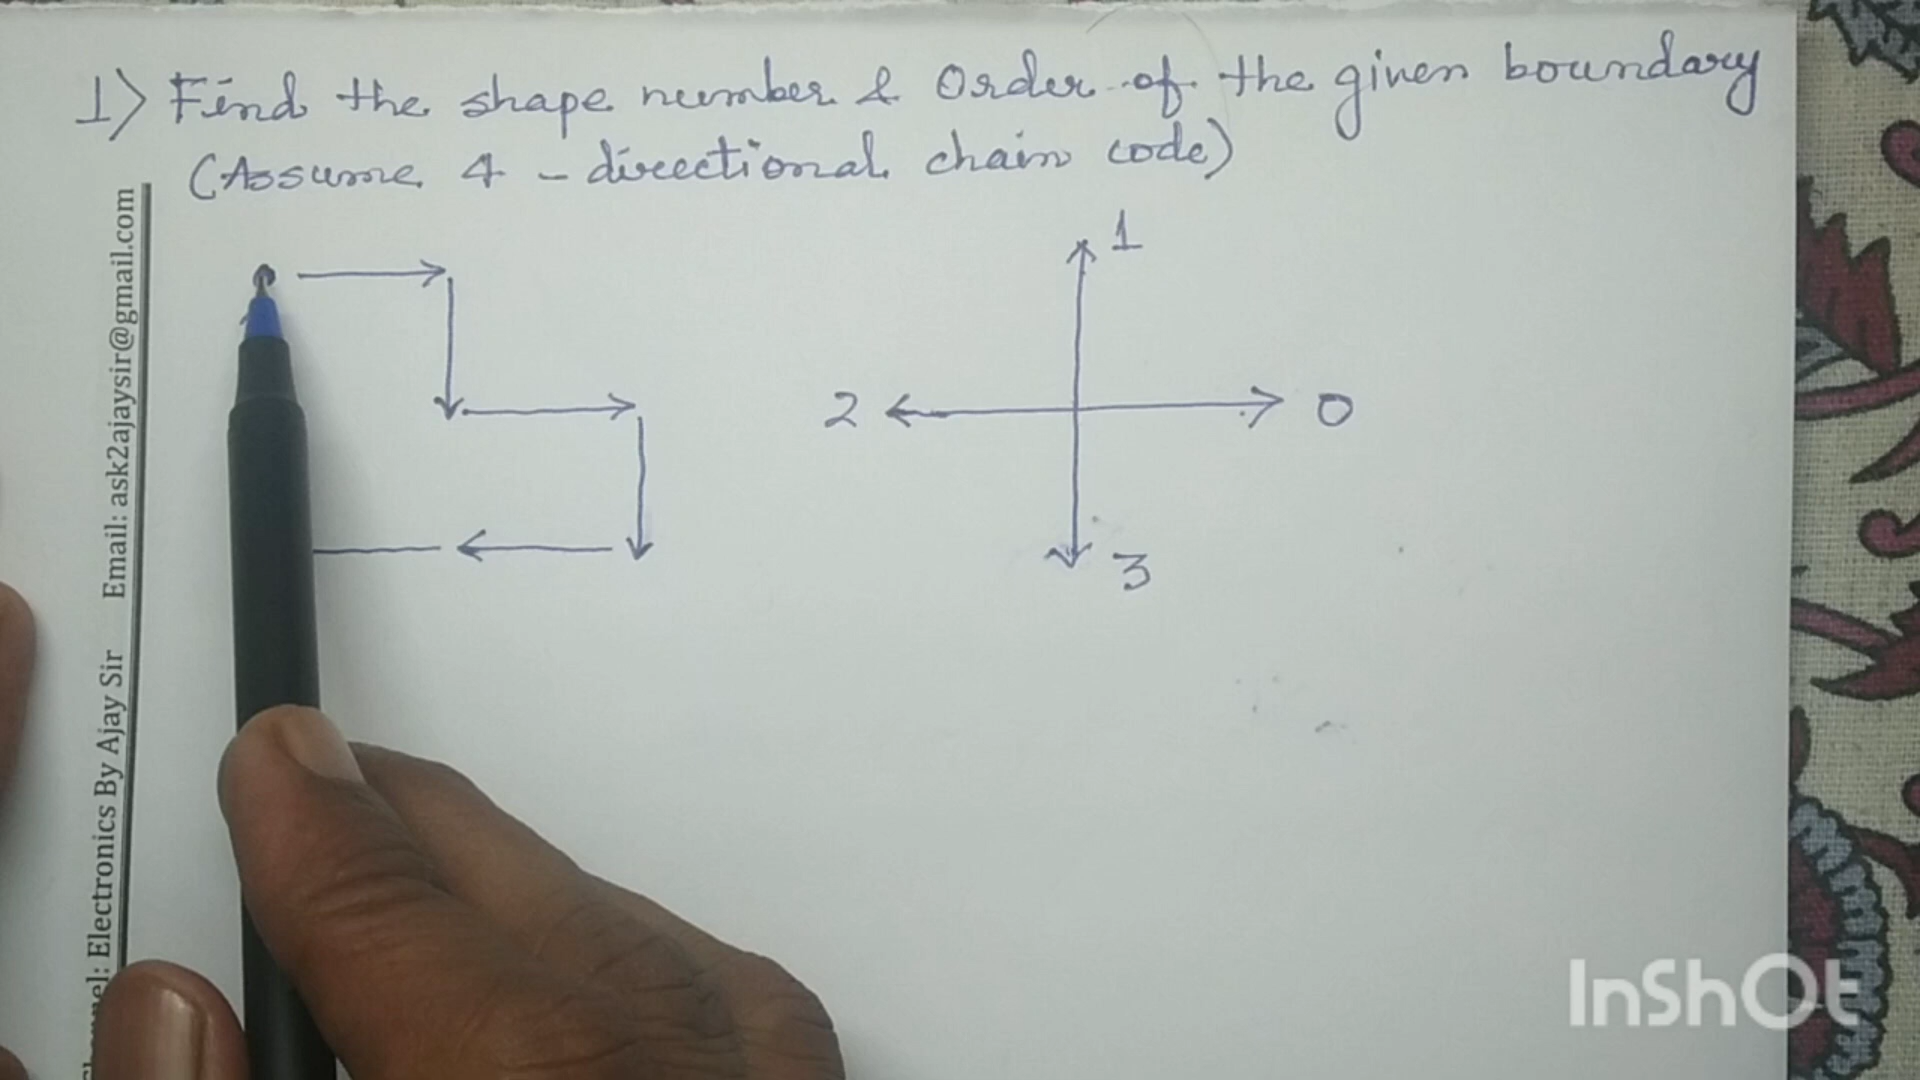 1) Find the shape number & Order of the given boundary
(Assume 4 - directional chain code)
1
2
0
3
Email: ask2ajaysir@gmail.com
Electronics By Ajay Sir
InShOt